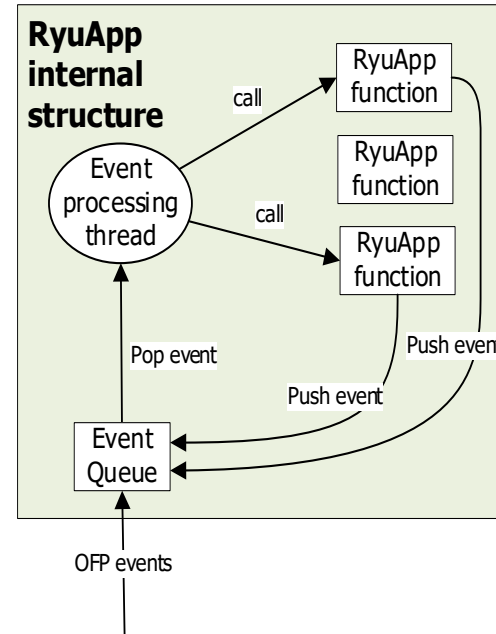 RyuApp
internal
structure
RyuApp
function
call
RyuApp
function
Event
processing
thread
call
RyuApp
function
Push event
Pop event
Push event
Event
Queue
OFP events